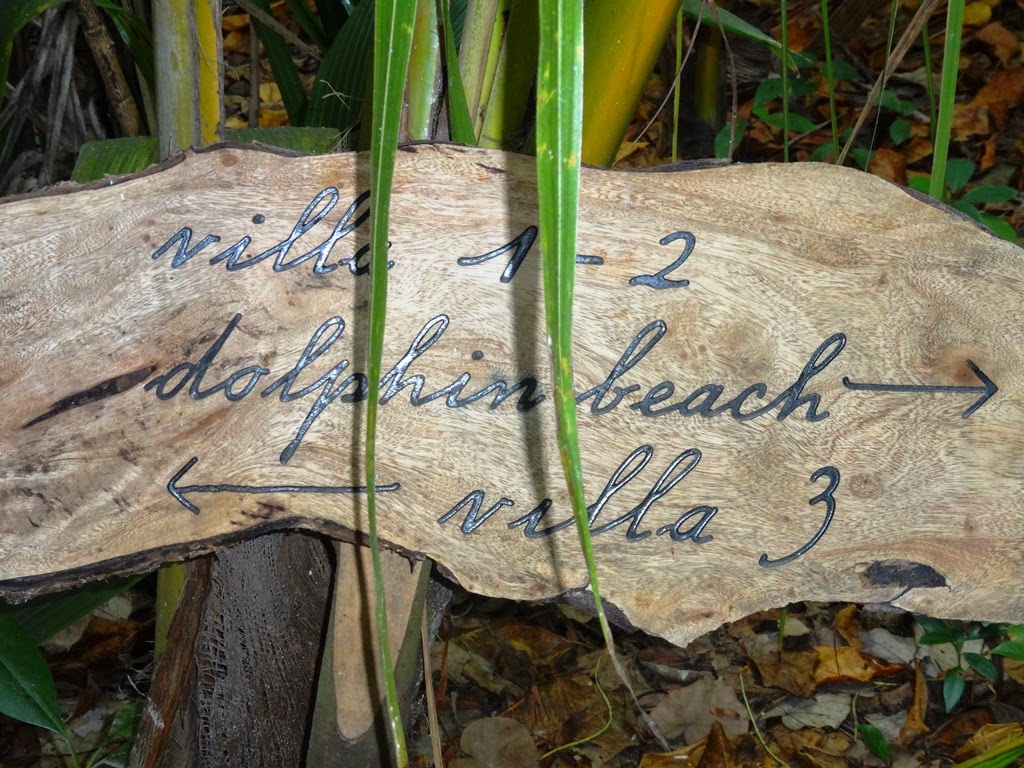 villa 1-2
dolphin beach →
← villa 3